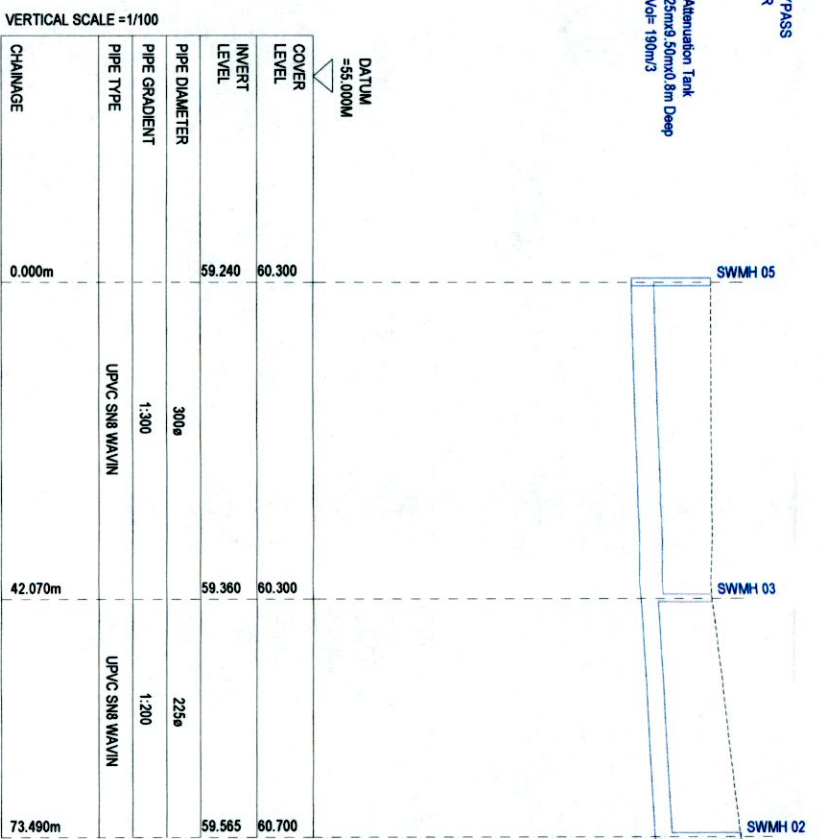 YPASS
R
Attenuation Tank
25mx9.50mx0.8m Deep
Vol= 190m/3
VERTICAL SCALE =1/100
DATUM
=55.000M
SWMH 05
SWMH 03
SWMH 02
COVER LEVEL 60.300 60.300 60.700
INVERT LEVEL 59.240 59.360 59.565
PIPE DIAMETER 300ø 225ø
PIPE GRADIENT 1:300 1:200
PIPE TYPE UPVC SN8 WAVIN UPVC SN8 WAVIN
CHAINAGE 0.000m 42.070m 73.490m